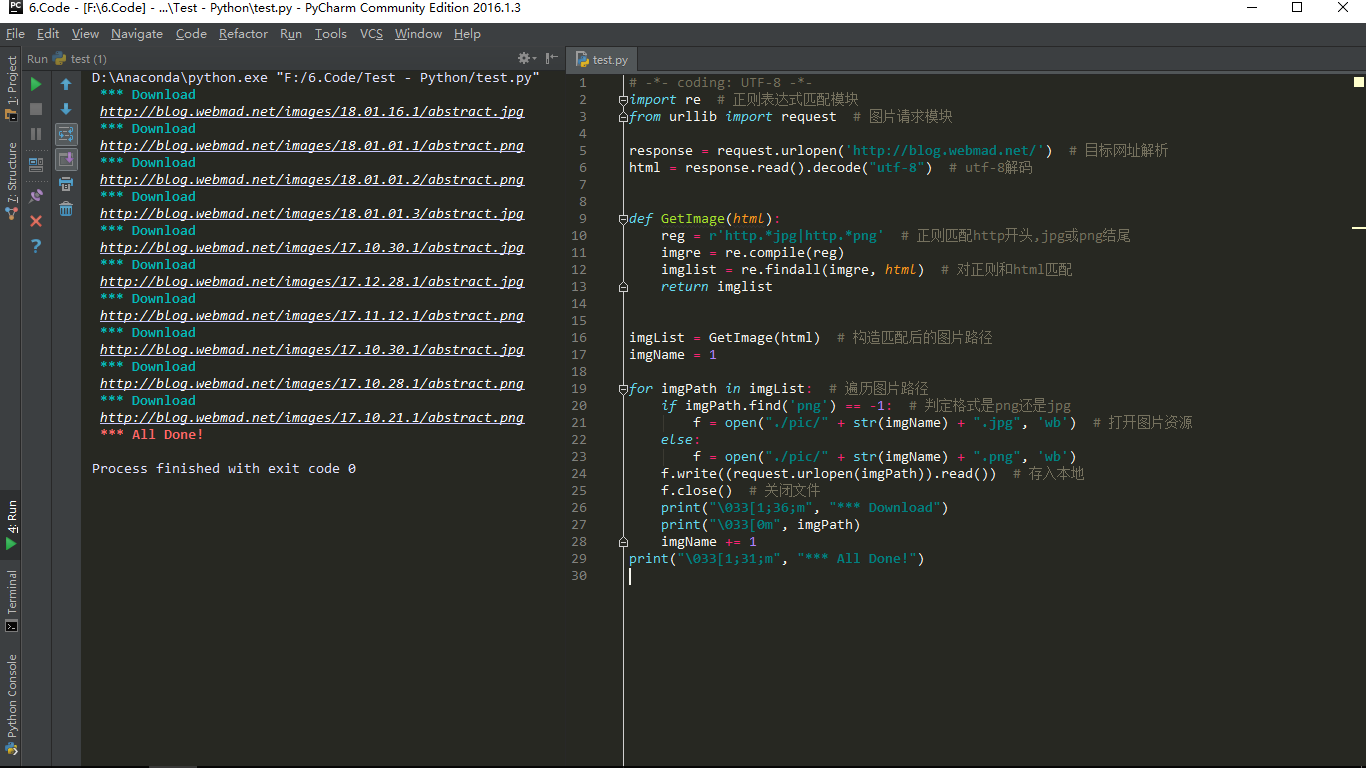 PC 6.Code - [F:\6.Code] - ...\Test - Python\test.py - PyCharm Community Edition 2016.1.3
File Edit View Navigate Code Refactor Run Tools VCS Window Help
1: Project
7: Structure
4: Run
Terminal
Python Console
Run test (1)
D:\Anaconda\python.exe "F:/6.Code/Test - Python/test.py"
*** Download
http://blog.webmad.net/images/18.01.16.1/abstract.jpg
*** Download
http://blog.webmad.net/images/18.01.01.1/abstract.png
*** Download
http://blog.webmad.net/images/18.01.01.2/abstract.png
*** Download
http://blog.webmad.net/images/18.01.01.3/abstract.jpg
*** Download
http://blog.webmad.net/images/17.10.30.1/abstract.jpg
*** Download
http://blog.webmad.net/images/17.12.28.1/abstract.jpg
*** Download
http://blog.webmad.net/images/17.11.12.1/abstract.png
*** Download
http://blog.webmad.net/images/17.10.30.1/abstract.jpg
*** Download
http://blog.webmad.net/images/17.10.28.1/abstract.png
*** Download
http://blog.webmad.net/images/17.10.21.1/abstract.png
*** All Done!
Process finished with exit code 0
test.py
1 # -*- coding: UTF-8 -*-
2 import re  # 正则表达式匹配模块
3 from urllib import request  # 图片请求模块
4
5 response = request.urlopen('http://blog.webmad.net/')  # 目标网址解析
6 html = response.read().decode("utf-8")  # utf-8解码
7
8
9 def GetImage(html):
10     reg = r'http.*jpg|http.*png'  # 正则匹配http开头,jpg或png结尾
11     imgre = re.compile(reg)
12     imglist = re.findall(imgre, html)  # 对正则和html匹配
13     return imglist
14
15
16 imgList = GetImage(html)  # 构造匹配后的图片路径
17 imgName = 1
18
19 for imgPath in imgList:  # 遍历图片路径
20     if imgPath.find('png') == -1:  # 判定格式是png还是jpg
21         f = open("./pic/" + str(imgName) + ".jpg", 'wb')  # 打开图片资源
22     else:
23         f = open("./pic/" + str(imgName) + ".png", 'wb')
24     f.write((request.urlopen(imgPath)).read())  # 存入本地
25     f.close()  # 关闭文件
26     print("\033[1;36;m", "*** Download")
27     print("\033[0m", imgPath)
28     imgName += 1
29 print("\033[1;31;m", "*** All Done!")
30